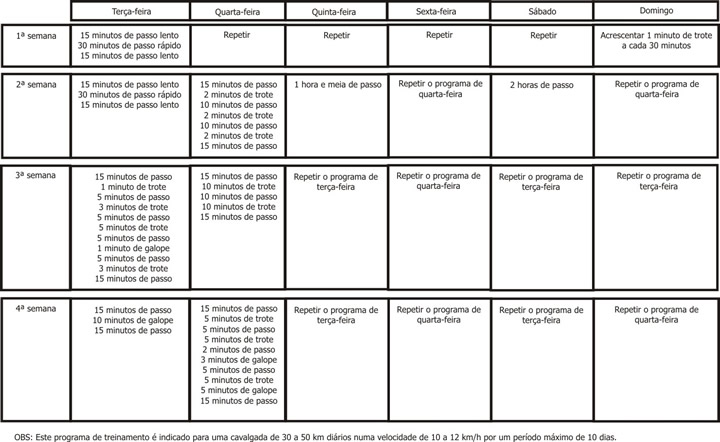 Terça-feira
Quarta-feira
Quinta-feira
Sexta-feira
Sábado
Domingo
1ª semana
15 minutos de passo lento
30 minutos de passo rápido
15 minutos de passo lento
Repetir
Repetir
Repetir
Repetir
Acrescentar 1 minuto de trote
a cada 30 minutos
2ª semana
15 minutos de passo lento
30 minutos de passo rápido
15 minutos de passo lento
15 minutos de passo
2 minutos de trote
10 minutos de passo
2 minutos de trote
10 minutos de passo
2 minutos de trote
15 minutos de passo
1 hora e meia de passo
Repetir o programa de
quarta-feira
2 horas de passo
Repetir o programa de
quarta-feira
3ª semana
15 minutos de passo
1 minuto de trote
5 minutos de passo
3 minutos de trote
5 minutos de passo
5 minutos de trote
5 minutos de passo
1 minuto de galope
5 minutos de passo
3 minutos de trote
15 minutos de passo
15 minutos de passo
10 minutos de trote
10 minutos de passo
10 minutos de trote
15 minutos de passo
Repetir o programa de
terça-feira
Repetir o programa de
quarta-feira
Repetir o programa de
terça-feira
Repetir o programa de
terça-feira
4ª semana
15 minutos de passo
10 minutos de galope
15 minutos de passo
15 minutos de passo
5 minutos de trote
5 minutos de passo
5 minutos de trote
2 minutos de passo
3 minutos de galope
5 minutos de passo
5 minutos de trote
5 minutos de galope
15 minutos de passo
Repetir o programa de
terça-feira
Repetir o programa de
quarta-feira
Repetir o programa de
terça-feira
Repetir o programa de
quarta-feira
OBS: Este programa de treinamento é indicado para uma cavalgada de 30 a 50 km diários numa velocidade de 10 a 12 km/h por um período máximo de 10 dias.